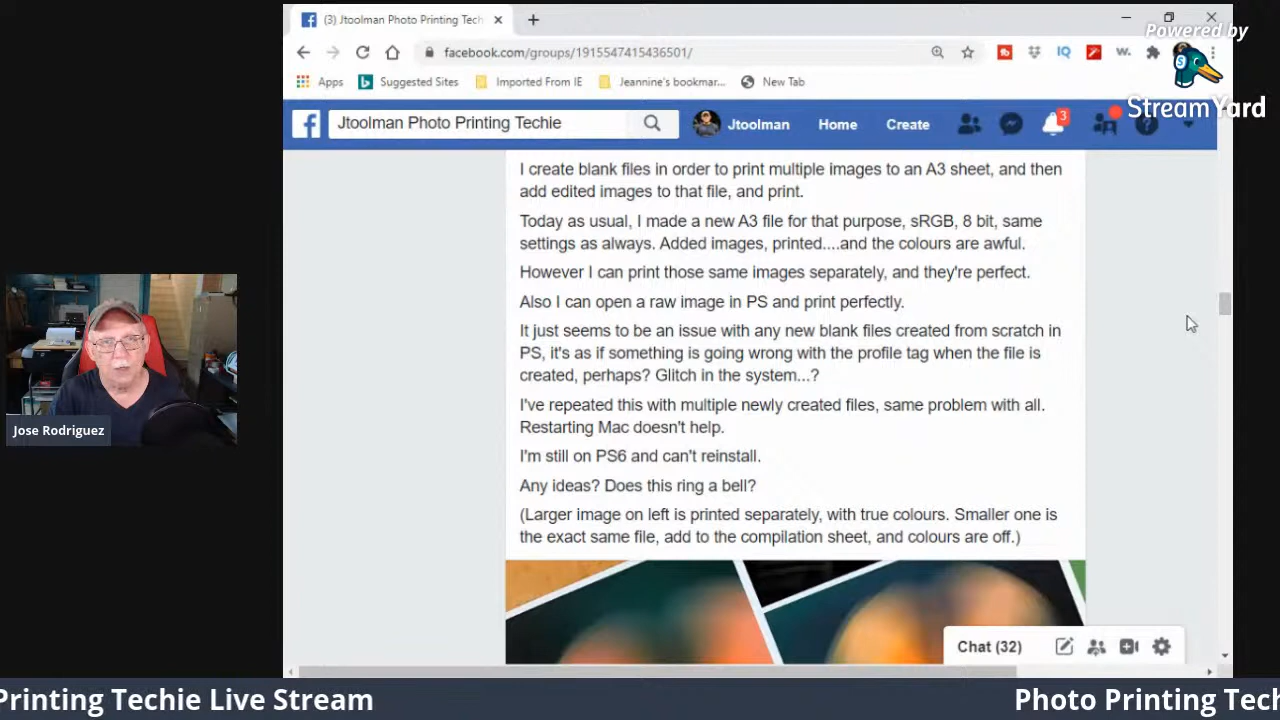 (3) Jtoolman Photo Printing Tech
Powered by
facebook.com/groups/1915547415436501/
StreamYard
Apps
Suggested Sites
Imported From IE
Jeannine's bookmar...
New Tab
Jtoolman Photo Printing Techie
Jtoolman
Home
Create
3
I create blank files in order to print multiple images to an A3 sheet, and then
add edited images to that file, and print.
Today as usual, I made a new A3 file for that purpose, sRGB, 8 bit, same
settings as always. Added images, printed....and the colours are awful.
However I can print those same images separately, and they're perfect.
Also I can open a raw image in PS and print perfectly.
It just seems to be an issue with any new blank files created from scratch in
PS, it's as if something is going wrong with the profile tag when the file is
created, perhaps? Glitch in the system...?
I've repeated this with multiple newly created files, same problem with all.
Restarting Mac doesn't help.
I'm still on PS6 and can't reinstall.
Any ideas? Does this ring a bell?
(Larger image on left is printed separately, with true colours. Smaller one is
the exact same file, add to the compilation sheet, and colours are off.)
Jose Rodriguez
Chat (32)
Printing Techie Live Stream
Photo Printing Tech